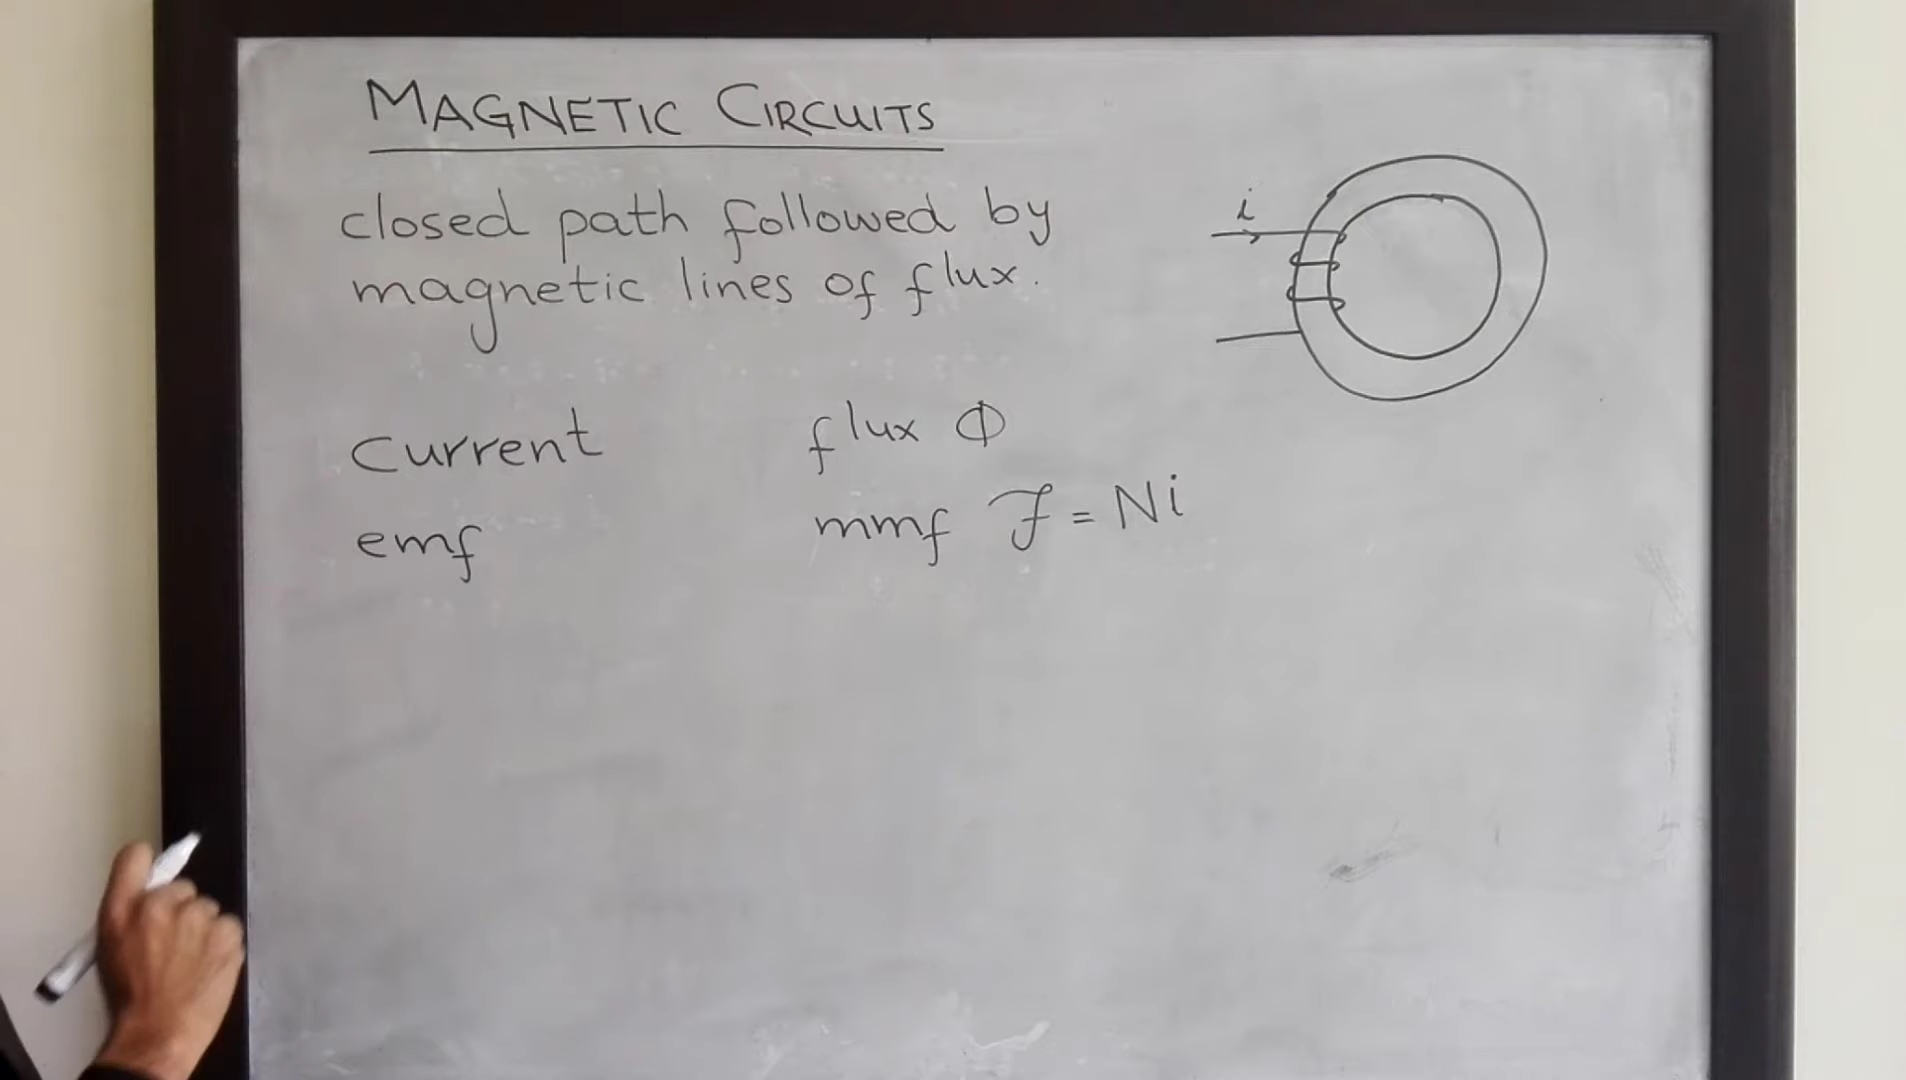 MAGNETIC CIRCUITS
closed path followed by
magnetic lines of flux.
i
current flux Φ
emf mmf ℱ = Ni